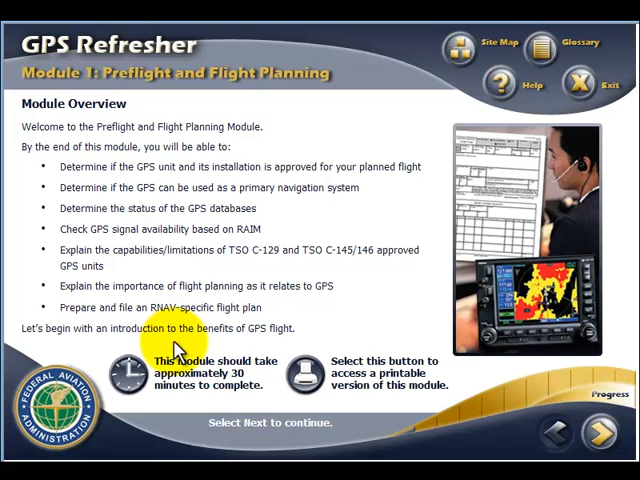 GPS Refresher
Module 1: Preflight and Flight Planning
Site Map
Glossary
Help
Exit
Module Overview
Welcome to the Preflight and Flight Planning Module.
By the end of this module, you will be able to:
• Determine if the GPS unit and its installation is approved for your planned flight
• Determine if the GPS can be used as a primary navigation system
• Determine the status of the GPS databases
• Check GPS signal availability based on RAIM
• Explain the capabilities/limitations of TSO C-129 and TSO C-145/146 approved
GPS units
• Explain the importance of flight planning as it relates to GPS
• Prepare and file an RNAV-specific flight plan
Let's begin with an introduction to the benefits of GPS flight.
This module should take
approximately 30
minutes to complete.
Select this button to
access a printable
version of this module.
Progress
FEDERAL AVIATION
ADMINISTRATION
Select Next to continue.